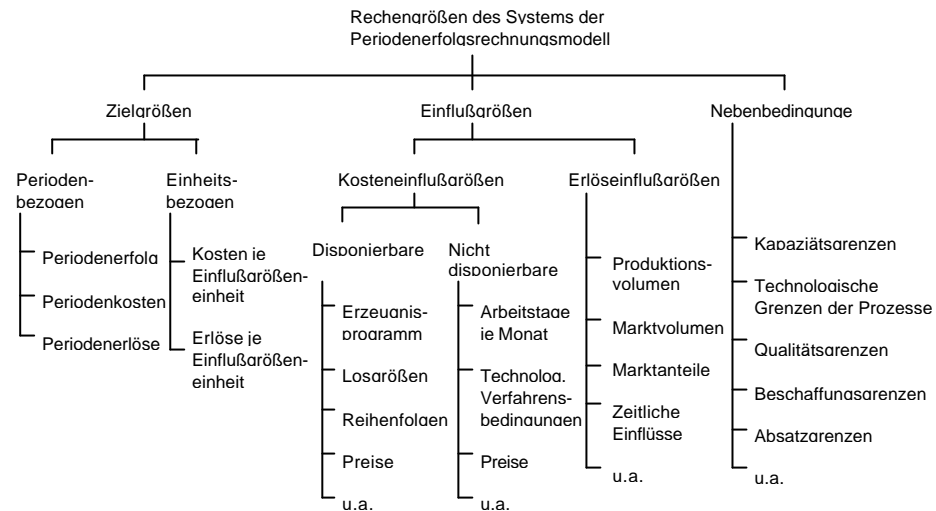 Rechengrößen des Systems der
Periodenerfolgsrechnungsmodell
Zielgrößen
Einflußgrößen
Nebenbedingunge
Perioden-
bezogen
Periodenerfolg
Periodenkosten
Periodenerlöse
Einheits-
bezogen
Kosten je
Einflußgrößen-
einheit
Erlöse je
Einflußgrößen-
einheit
Kosteneinflußgrößen
Disponierbare
Erzeugnis-
programm
Losgrößen
Reihenfolgen
Preise
u.a.
Nicht
disponierbare
Arbeitstage
je Monat
Technolog.
Verfahrens-
bedingungen
Preise
u.a.
Erlöseinflußgrößen
Produktions-
volumen
Marktvolumen
Marktanteile
Zeitliche
Einflüsse
u.a.
Kapaziätsgrenzen
Technologische
Grenzen der Prozesse
Qualitätsgrenzen
Beschaffungsgrenzen
Absatzgrenzen
u.a.